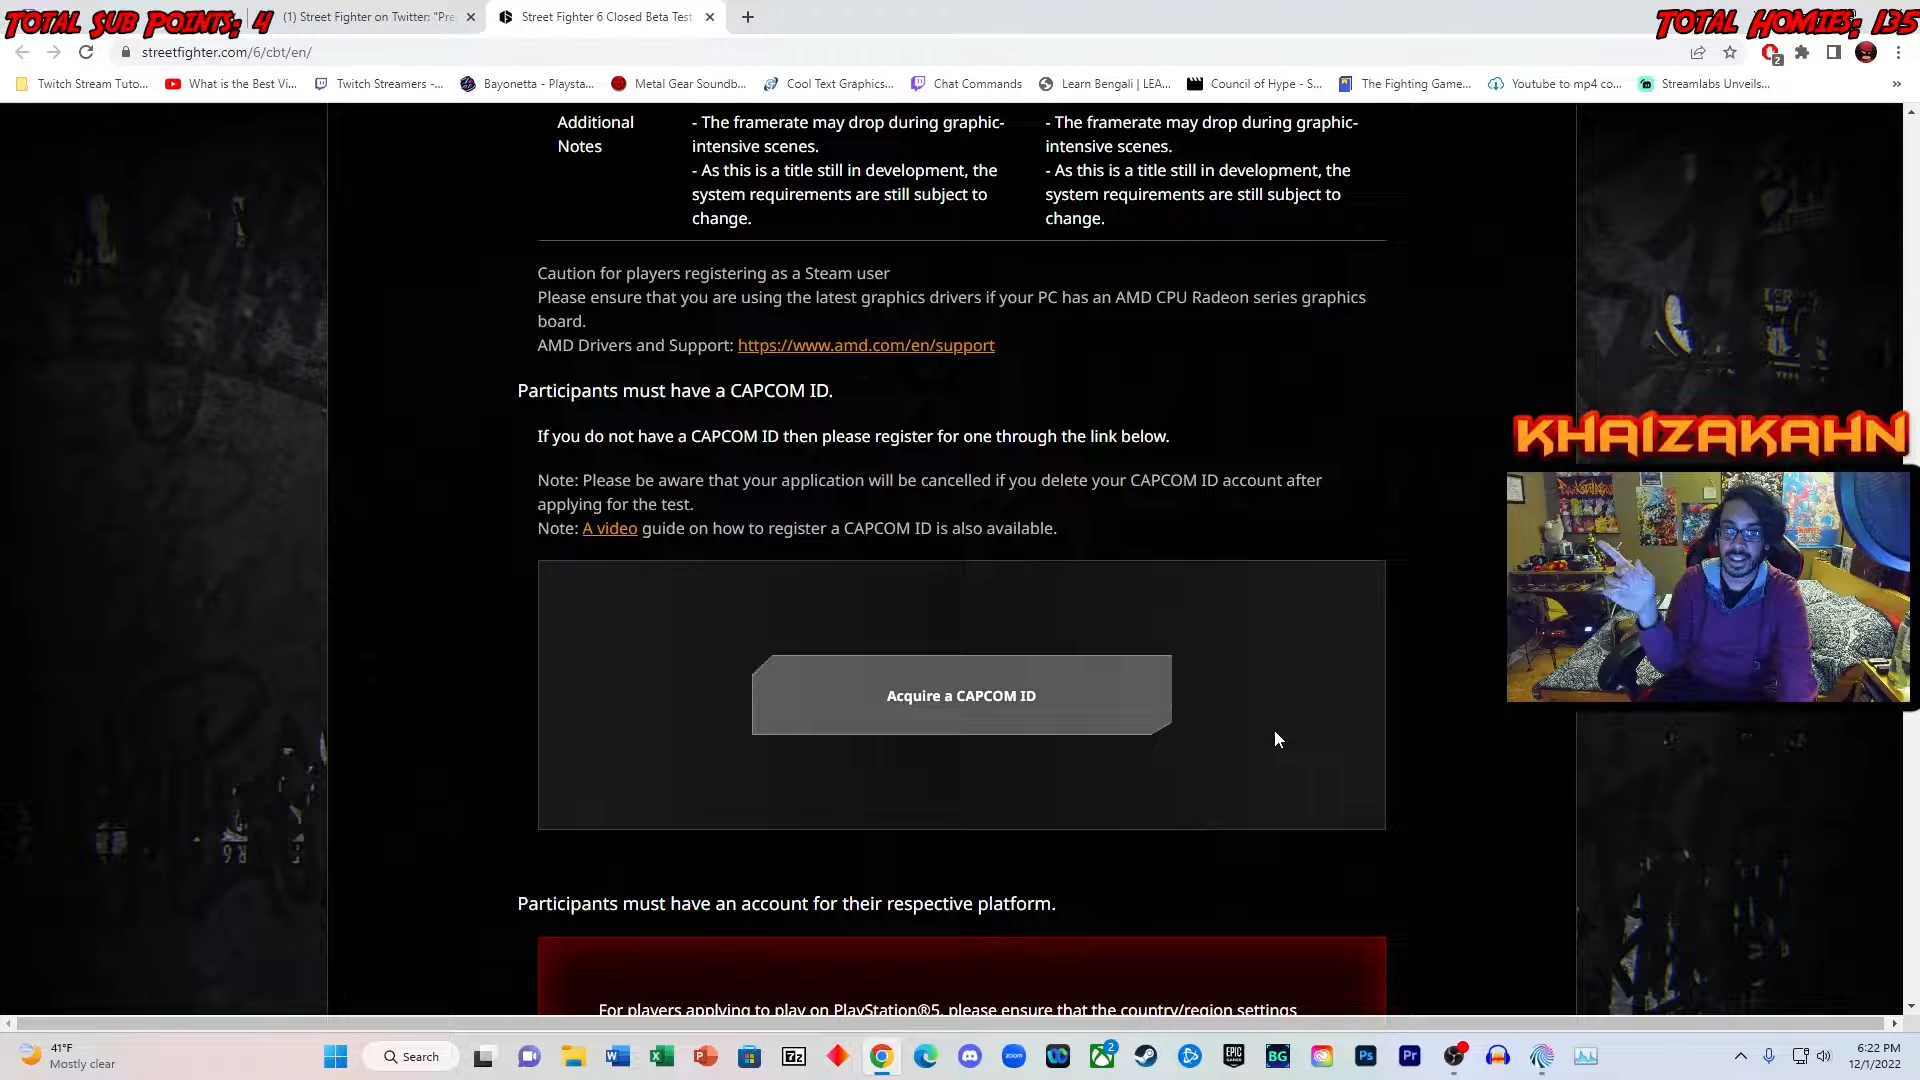 Total Sub Points: 4
(1) Street Fighter on Twitter: "Pre
Street Fighter 6 Closed Beta Test
Total Homies: 135
streetfighter.com/6/cbt/en/
2
Twitch Stream Tuto...
What is the Best Vi...
Twitch Streamers -...
Bayonetta - Playsta...
Metal Gear Soundb...
Cool Text Graphics...
Chat Commands
Learn Bengali | LEA...
Council of Hype - S...
The Fighting Game...
Youtube to mp4 co...
Streamlabs Unveils...
Additional
Notes
- The framerate may drop during graphic-
intensive scenes.
- As this is a title still in development, the
system requirements are still subject to
change.
- The framerate may drop during graphic-
intensive scenes.
- As this is a title still in development, the
system requirements are still subject to
change.
Caution for players registering as a Steam user
Please ensure that you are using the latest graphics drivers if your PC has an AMD CPU Radeon series graphics
board.
AMD Drivers and Support: https://www.amd.com/en/support
Participants must have a CAPCOM ID.
If you do not have a CAPCOM ID then please register for one through the link below.
Note: Please be aware that your application will be cancelled if you delete your CAPCOM ID account after
applying for the test.
Note: A video guide on how to register a CAPCOM ID is also available.
KHAIZAKAHN
Acquire a CAPCOM ID
Participants must have an account for their respective platform.
For players applying to play on PlayStation®5, please ensure that the country/region settings
41°F
Mostly clear
Search
7z
2
EPIC
GAMES
BG
Ps
Pr
zoom
6:22 PM
12/1/2022